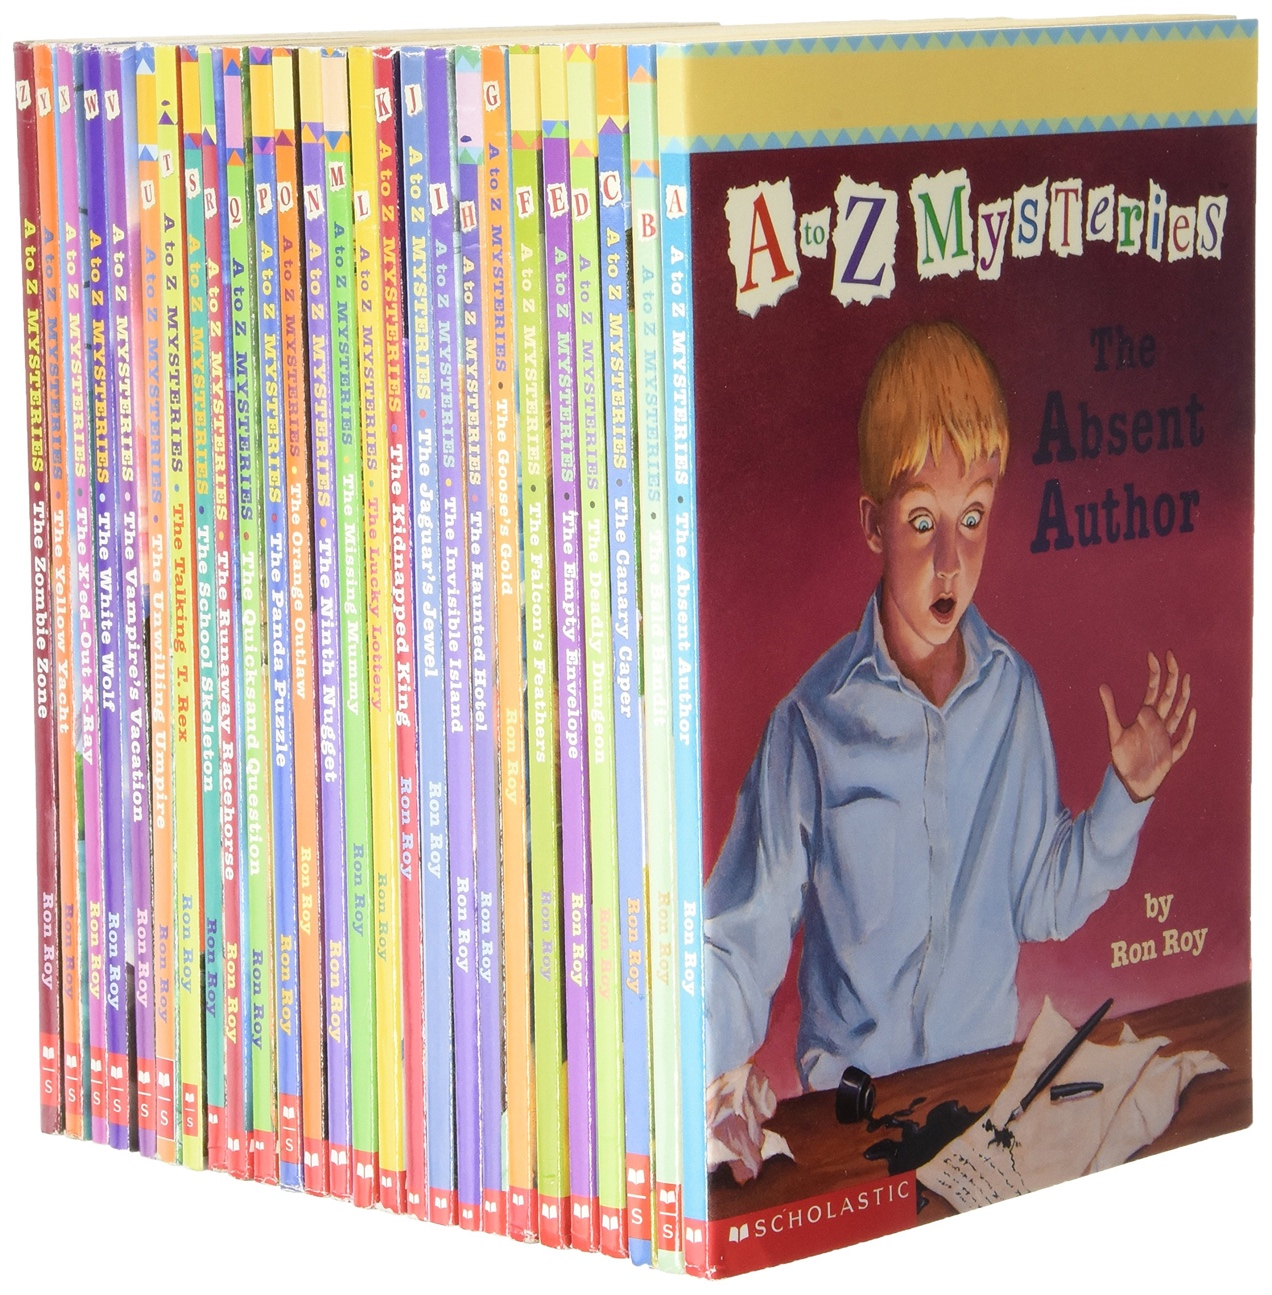 Z
A to Z MYSTERIES • The Zombie Zone
Ron Roy
S
Y
A to Z MYSTERIES • The Yellow Yacht
Ron Roy
S
X
A to Z MYSTERIES • The X'ed-Out X-Ray
Ron Roy
S
W
A to Z MYSTERIES • The White Wolf
Ron Roy
S
V
A to Z MYSTERIES • The Vampire's Vacation
Ron Roy
S
U
A to Z MYSTERIES • The Unwilling Umpire
Ron Roy
S
T
A to Z MYSTERIES • The Talking T. Rex
Ron Roy
S
S
A to Z MYSTERIES • The School Skeleton
Ron Roy
R
A to Z MYSTERIES • The Runaway Racehorse
Ron Roy
Q
A to Z MYSTERIES • The Quicksand Question
Ron Roy
P
A to Z MYSTERIES • The Panda Puzzle
Ron Roy
S
O
A to Z MYSTERIES • The Orange Outlaw
Ron Roy
N
A to Z MYSTERIES • The Ninth Nugget
Ron Roy
M
A to Z MYSTERIES • The Missing Mummy
Ron Roy
L
A to Z MYSTERIES • The Lucky Lottery
Ron Roy
K
A to Z MYSTERIES • The Kidnapped King
Ron Roy
J
A to Z MYSTERIES • The Jaguar's Jewel
Ron Roy
I
A to Z MYSTERIES • The Invisible Island
Ron Roy
H
A to Z MYSTERIES • The Haunted Hotel
Ron Roy
G
A to Z MYSTERIES • The Goose's Gold
Ron Roy
F
A to Z MYSTERIES • The Falcon's Feathers
Ron Roy
E
A to Z MYSTERIES • The Empty Envelope
Ron Roy
D
A to Z MYSTERIES • The Deadly Dungeon
Ron Roy
C
A to Z MYSTERIES • The Canary Caper
Ron Roy
S
B
A to Z MYSTERIES • The Bald Bandit
Ron Roy
S
A
A to Z MYSTERIES • The Absent Author
Ron Roy
A to Z Mysteries
The
Absent
Author
by
Ron Roy
SCHOLASTIC